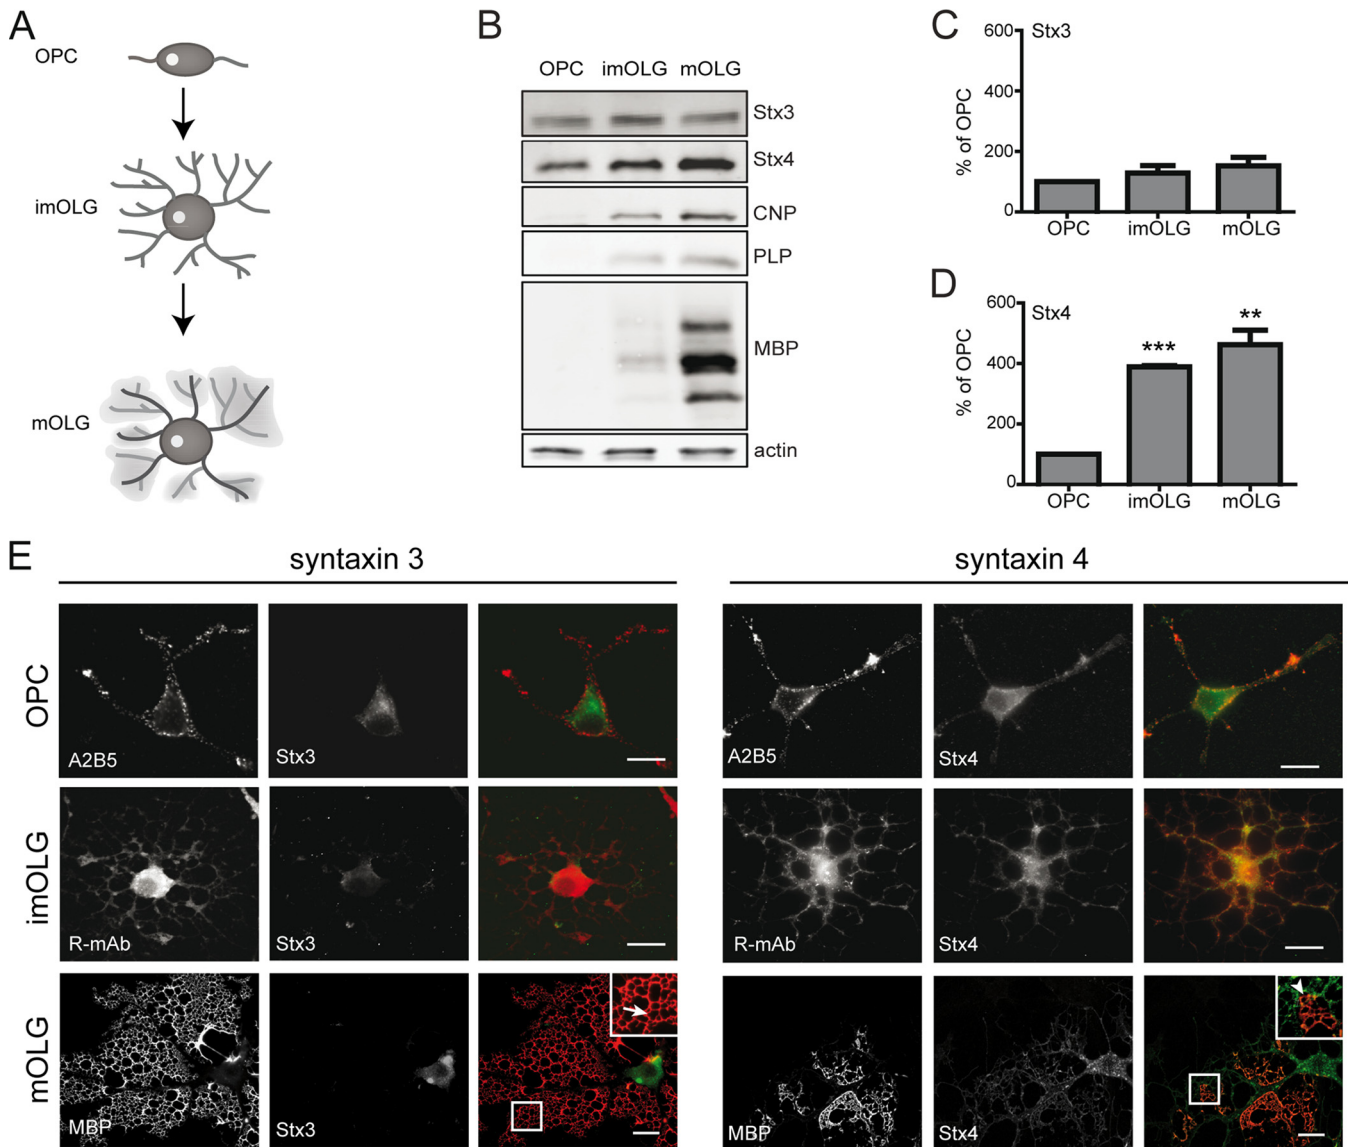 A
OPC
imOLG
mOLG
B
OPC imOLG mOLG
Stx3
Stx4
CNP
PLP
MBP
actin
C
Stx3
% of OPC
600
400
200
0
OPC imOLG mOLG
D
Stx4
% of OPC
600
400
200
0
*** **
OPC imOLG mOLG
E
syntaxin 3 syntaxin 4
OPC
A2B5 Stx3 A2B5 Stx4
imOLG
R-mAb Stx3 R-mAb Stx4
mOLG
MBP Stx3 MBP Stx4